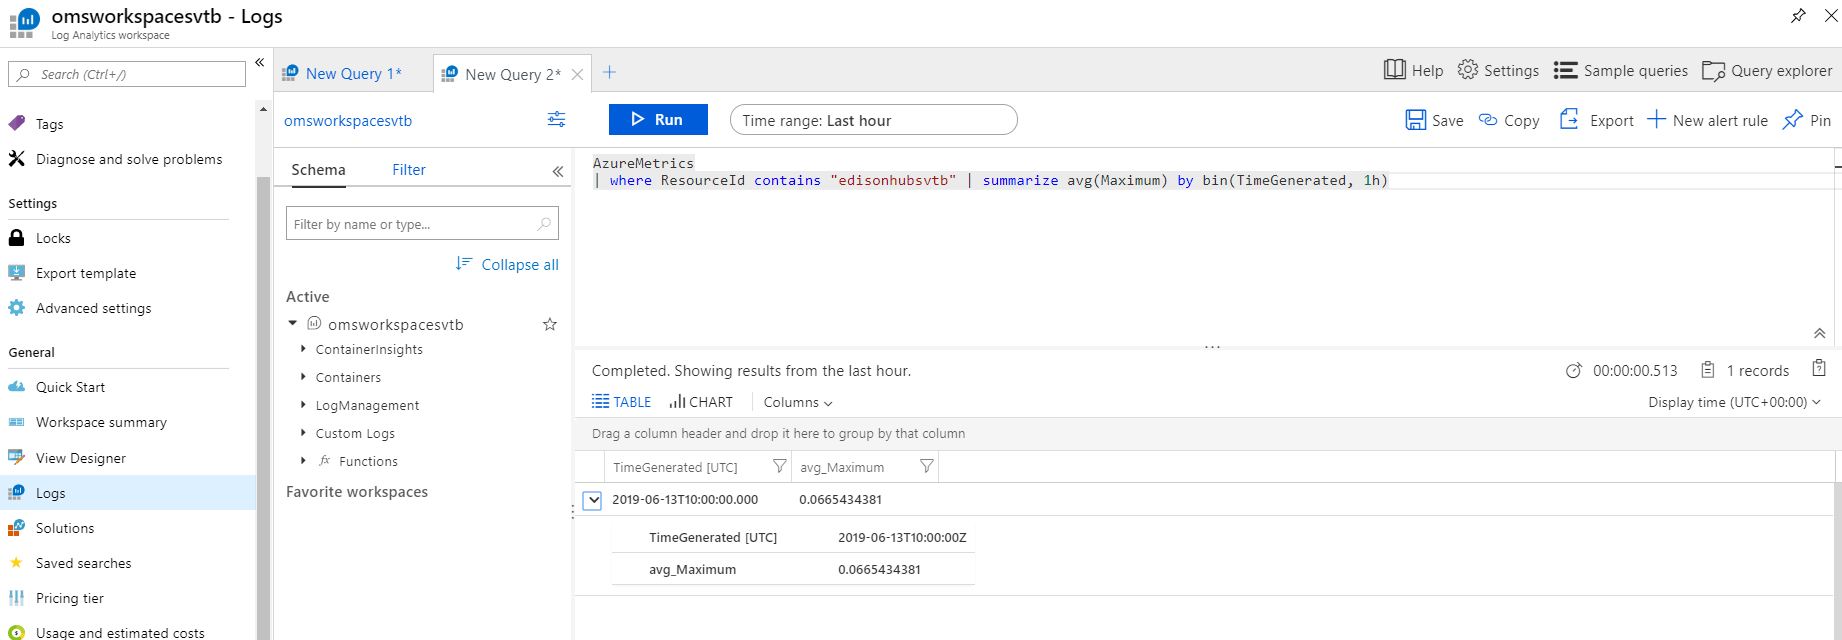 omsworkspacesvtb - Logs
Log Analytics workspace
Search (Ctrl+/)
«
Tags
Diagnose and solve problems
Settings
Locks
Export template
Advanced settings
General
Quick Start
Workspace summary
View Designer
Logs
Solutions
Saved searches
Pricing tier
Usage and estimated costs
New Query 1*
New Query 2*
Help
Settings
Sample queries
Query explorer
omsworkspacesvtb
Run
Time range: Last hour
Save
Copy
Export
New alert rule
Pin
Schema
Filter
«
Filter by name or type...
Collapse all
Active
omsworkspacesvtb
ContainerInsights
Containers
LogManagement
Custom Logs
fx Functions
Favorite workspaces
AzureMetrics
| where ResourceId contains "edisonhubsvtb" | summarize avg(Maximum) by bin(TimeGenerated, 1h)
Completed. Showing results from the last hour.
00:00:00.513
1 records
TABLE
CHART
Columns
Display time (UTC+00:00)
Drag a column header and drop it here to group by that column
TimeGenerated [UTC]
avg_Maximum
2019-06-13T10:00:00.000
0.0665434381
TimeGenerated [UTC]
2019-06-13T10:00:00Z
avg_Maximum
0.0665434381